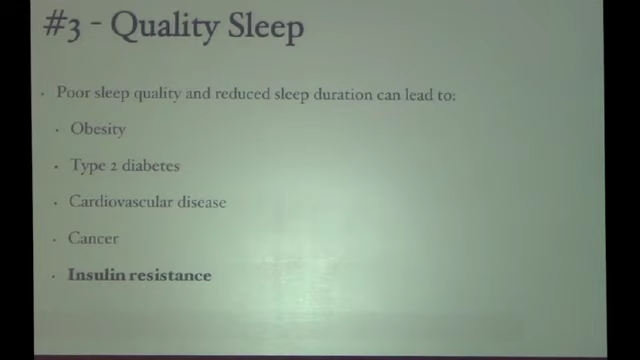 #3 - Quality Sleep
• Poor sleep quality and reduced sleep duration can lead to:
• Obesity
• Type 2 diabetes
• Cardiovascular disease
• Cancer
• Insulin resistance